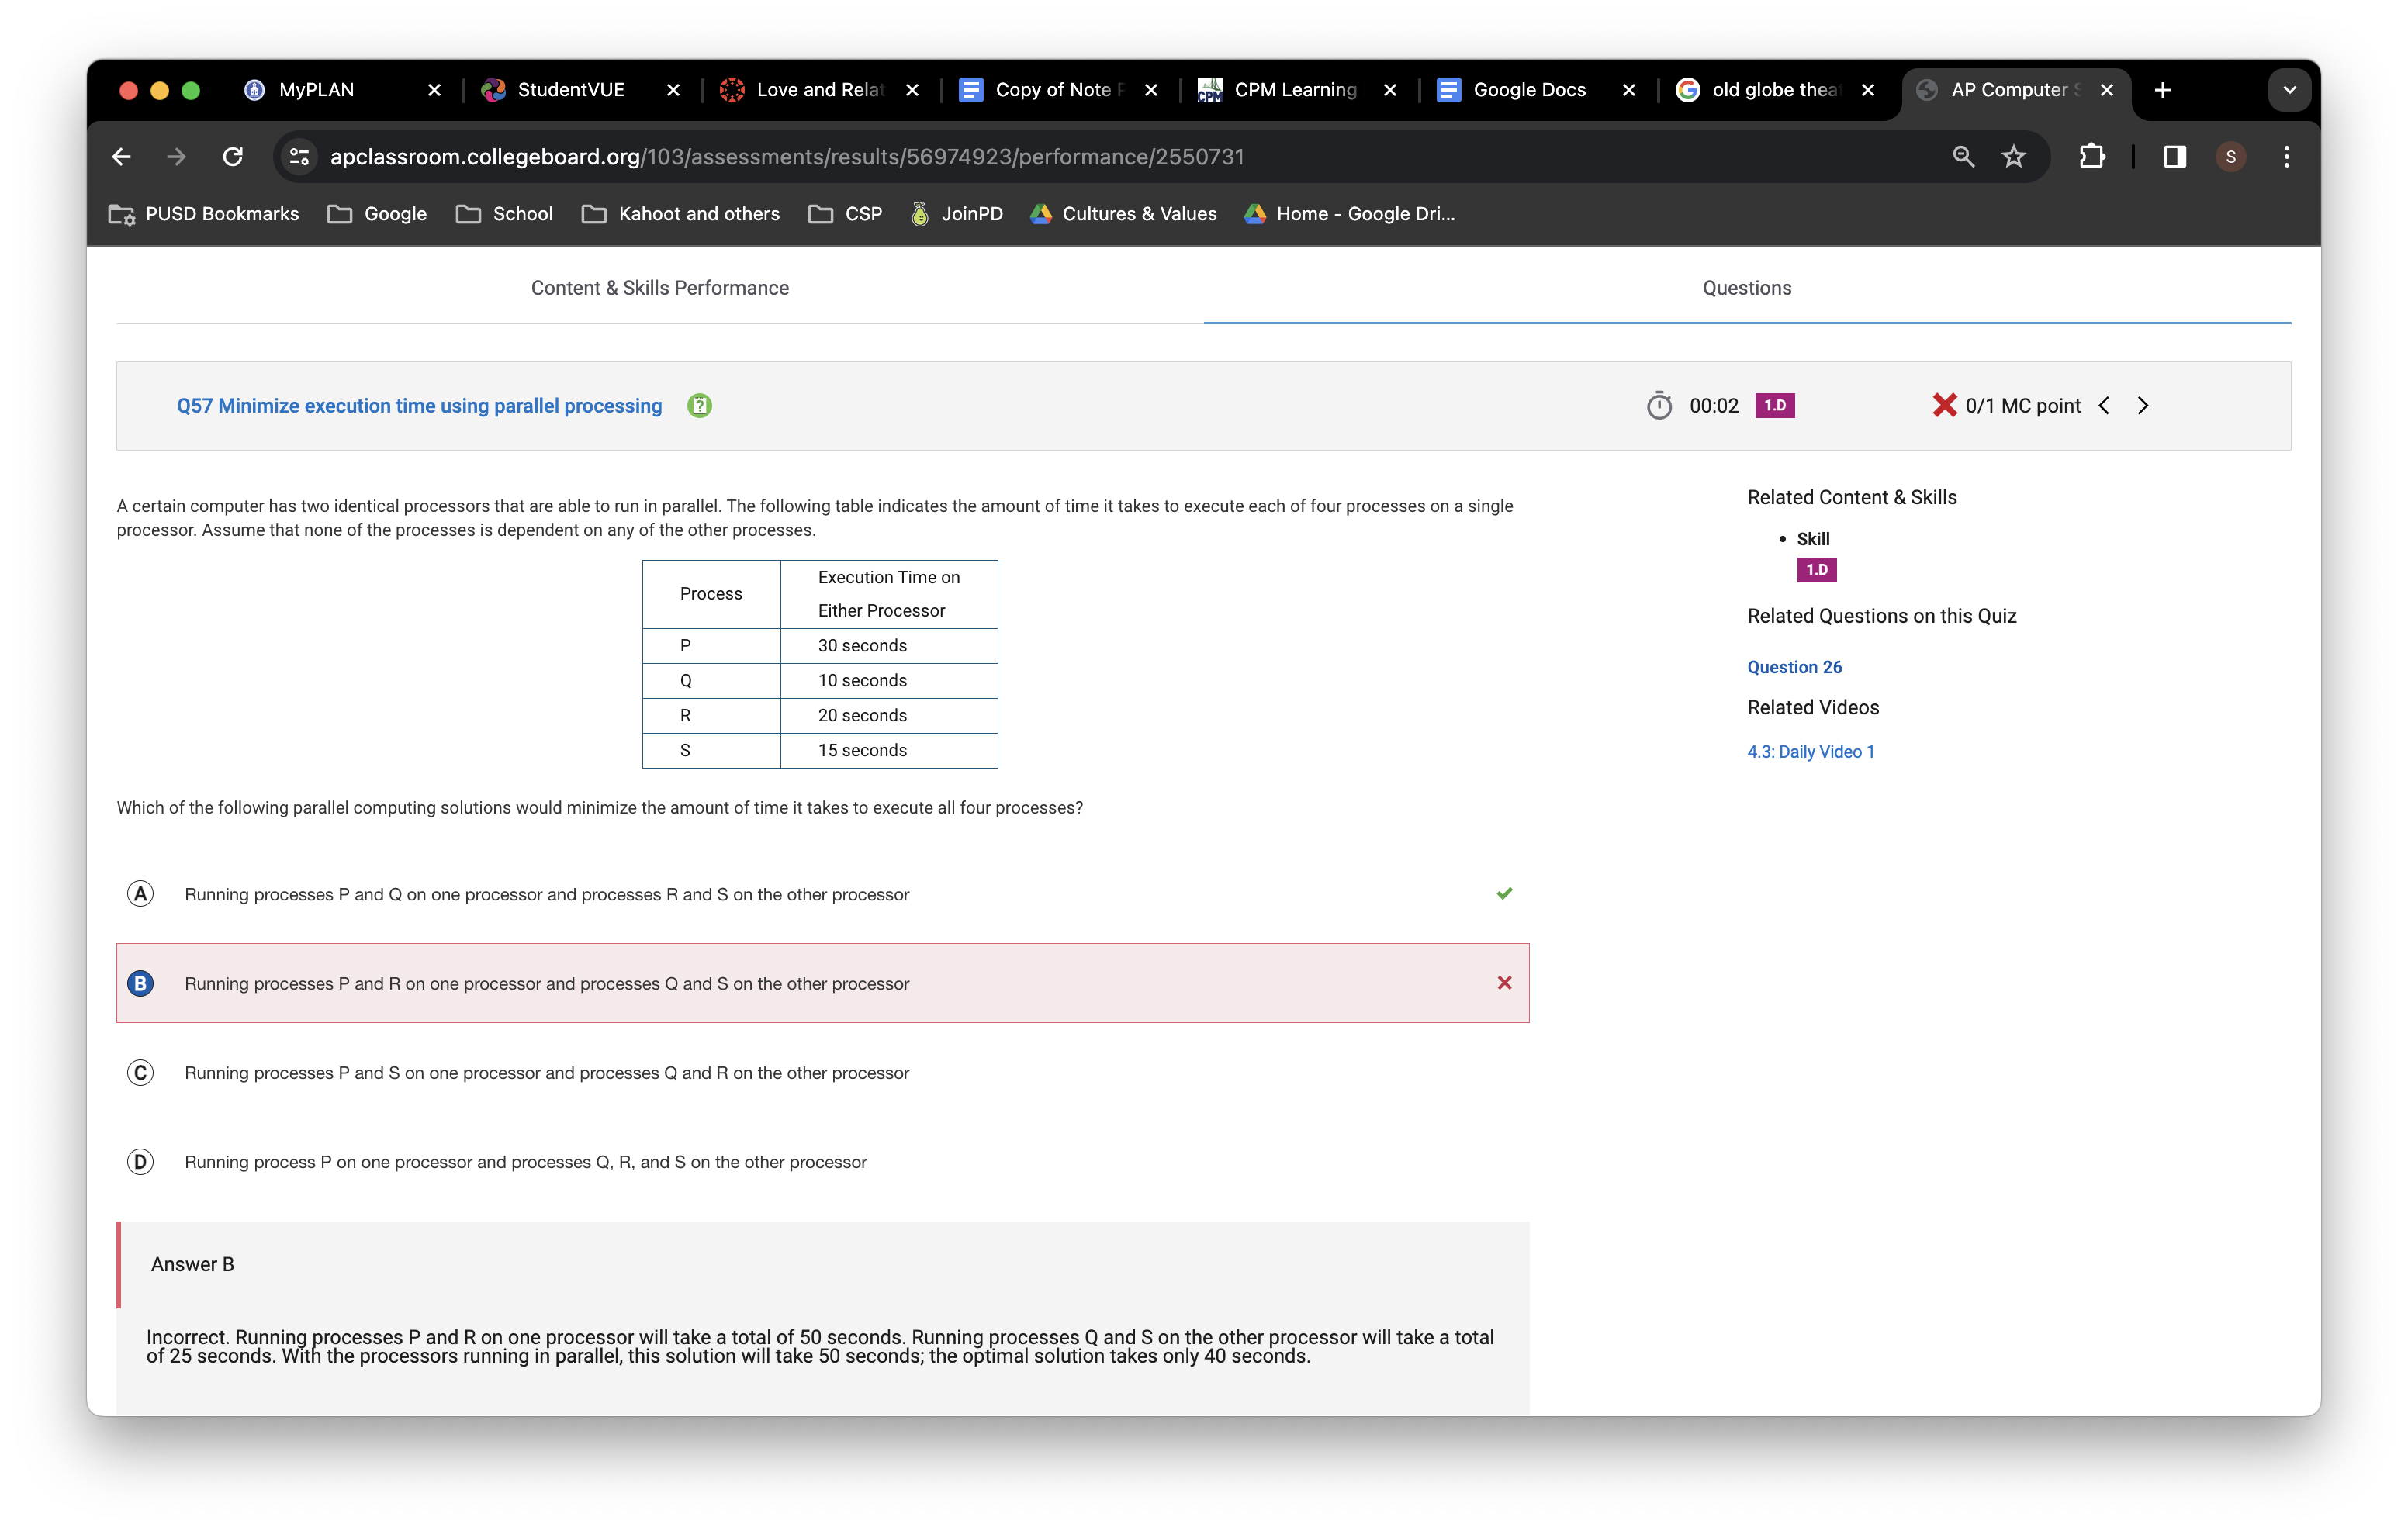 MyPLAN
StudentVUE
Love and Relat
Copy of Note P
CPM Learning
Google Docs
old globe thea
AP Computer S
apclassroom.collegeboard.org/103/assessments/results/56974923/performance/2550731
S
PUSD Bookmarks
Google
School
Kahoot and others
CSP
JoinPD
Cultures & Values
Home - Google Dri...
Content & Skills Performance
Questions
Q57 Minimize execution time using parallel processing
00:02
1.D
0/1 MC point
A certain computer has two identical processors that are able to run in parallel. The following table indicates the amount of time it takes to execute each of four processes on a single
processor. Assume that none of the processes is dependent on any of the other processes.
Process
Execution Time on
Either Processor
P 30 seconds
Q 10 seconds
R 20 seconds
S 15 seconds
Which of the following parallel computing solutions would minimize the amount of time it takes to execute all four processes?
A Running processes P and Q on one processor and processes R and S on the other processor
B Running processes P and R on one processor and processes Q and S on the other processor
C Running processes P and S on one processor and processes Q and R on the other processor
D Running process P on one processor and processes Q, R, and S on the other processor
Answer B
Incorrect. Running processes P and R on one processor will take a total of 50 seconds. Running processes Q and S on the other processor will take a total
of 25 seconds. With the processors running in parallel, this solution will take 50 seconds; the optimal solution takes only 40 seconds.
Related Content & Skills
Skill
1.D
Related Questions on this Quiz
Question 26
Related Videos
4.3: Daily Video 1